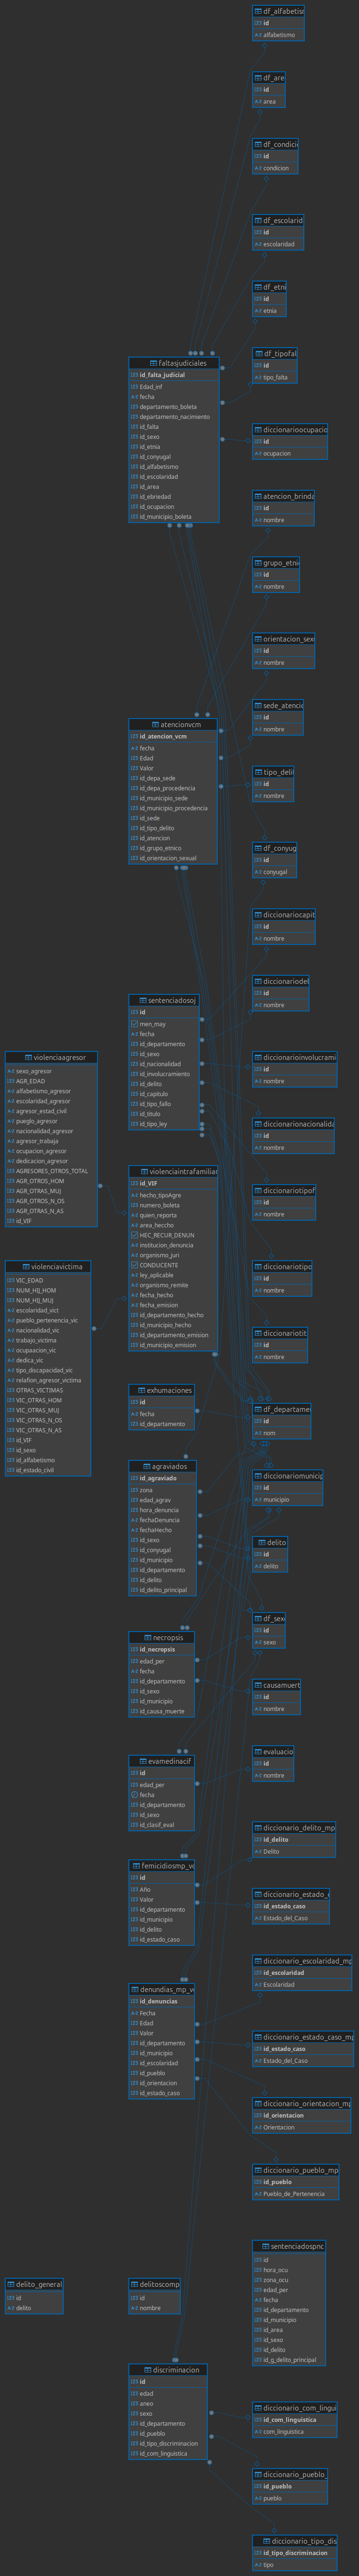 violenciaagresor
sexo_agresor
AGR_EDAD
alfabetismo_agresor
escolaridad_agresor
agresor_estad_civil
pueglo_agresor
nacionalidad_agresor
agresor_trabaja
ocupacion_agresor
dedicacion_agresor
AGRESORES_OTROS_TOTAL
AGR_OTROS_HOM
AGR_OTRAS_MUJ
AGR_OTROS_N_OS
AGR_OTRAS_N_AS
id_VIF
violenciavictima
VIC_EDAD
NUM_HIJ_HOM
NUM_HIJ_MUJ
escolaridad_vict
pueblo_pertenencia_vic
nacionalidad_vic
trabajo_victima
ocupaacion_vic
dedica_vic
tipo_discapacidad_vic
relafion_agresor_victima
OTRAS_VICTIMAS
VIC_OTRAS_HOM
VIC_OTRAS_MUJ
VIC_OTRAS_N_OS
VIC_OTRAS_N_AS
id_VIF
id_sexo
id_alfabetismo
id_estado_civil
delito_general
id
delito
faltasjudiciales
id_falta_judicial
Edad_inf
fecha
departamento_boleta
departamento_nacimiento
id_falta
id_sexo
id_etnia
id_conyugal
id_alfabetismo
id_escolaridad
id_area
id_ebriedad
id_ocupacion
id_municipio_boleta
atencionvcm
id_atencion_vcm
fecha
Edad
Valor
id_depa_sede
id_depa_procedencia
id_municipio_sede
id_municipio_procedencia
id_sede
id_tipo_delito
id_atencion
id_grupo_etnico
id_orientacion_sexual
sentenciadosoj
id
men_may
fecha
id_departamento
id_sexo
id_nacionalidad
id_involucramiento
id_delito
id_capitulo
id_tipo_fallo
id_titulo
id_tipo_ley
violenciaintrafamiliar
id_VIF
hecho_tipoAgre
numero_boleta
quien_reporta
area_heccho
HEC_RECUR_DENUN
institucion_denuncia
organismo_juri
CONDUCENTE
ley_aplicable
organismo_remite
fecha_hecho
fecha_emision
id_departamento_hecho
id_municipio_hecho
id_departamento_emision
id_municipio_emision
exhumaciones
id
fecha
id_departamento
agraviados
id_agraviado
zona
edad_agrav
hora_denuncia
fechaDenuncia
fechaHecho
id_sexo
id_conyugal
id_municipio
id_departamento
id_delito
id_delito_principal
necropsis
id_necropsis
edad_per
fecha
id_departamento
id_sexo
id_municipio
id_causa_muerte
evamedinacif
id
edad_per
fecha
id_departamento
id_sexo
id_clasif_eval
femicidiosmp_v
id
Año
Valor
id_departamento
id_municipio
id_delito
id_estado_caso
denundias_mp_v
id_denuncias
Fecha
Edad
Valor
id_departamento
id_municipio
id_escolaridad
id_pueblo
id_orientacion
id_estado_caso
delitoscomp
id
nombre
discriminacion
id
edad
aneo
sexo
id_departamento
id_pueblo
id_tipo_discriminacion
id_com_linguistica
df_alfabetis
id
alfabetismo
df_are
id
area
df_condici
id
condicion
df_escolarid
id
escolaridad
df_etni
id
etnia
df_tipofal
id
tipo_falta
diccionarioocupacio
id
ocupacion
atencion_brinda
id
nombre
grupo_etni
id
nombre
orientacion_sex
id
nombre
sede_atencio
id
nombre
tipo_delit
id
nombre
df_conyug
id
conyugal
diccionariocapit
id
nombre
diccionariodel
id
nombre
diccionarioinvolucrami
id
nombre
diccionarionacionalida
id
nombre
diccionariotipof
id
nombre
diccionariotipo
id
nombre
diccionariotit
id
nombre
df_departame
id
nom
diccionariomunicip
id
municipio
delito
id
delito
df_sex
id
sexo
causamuert
id
nombre
evaluacio
id
nombre
diccionario_delito_mp
id_delito
Delito
diccionario_estado_c
id_estado_caso
Estado_del_Caso
diccionario_escolaridad_mp
id_escolaridad
Escolaridad
diccionario_estado_caso_mp
id_estado_caso
Estado_del_Caso
diccionario_orientacion_mp
id_orientacion
Orientacion
diccionario_pueblo_mp
id_pueblo
Pueblo_de_Pertenencia
sentenciadospnc
id
hora_ocu
zona_ocu
edad_per
fecha
id_departamento
id_municipio
id_area
id_sexo
id_delito
id_g_delito_principal
diccionario_com_lingui
id_com_linguistica
com_linguistica
diccionario_pueblo_
id_pueblo
pueblo
diccionario_tipo_dis
id_tipo_discriminacion
tipo